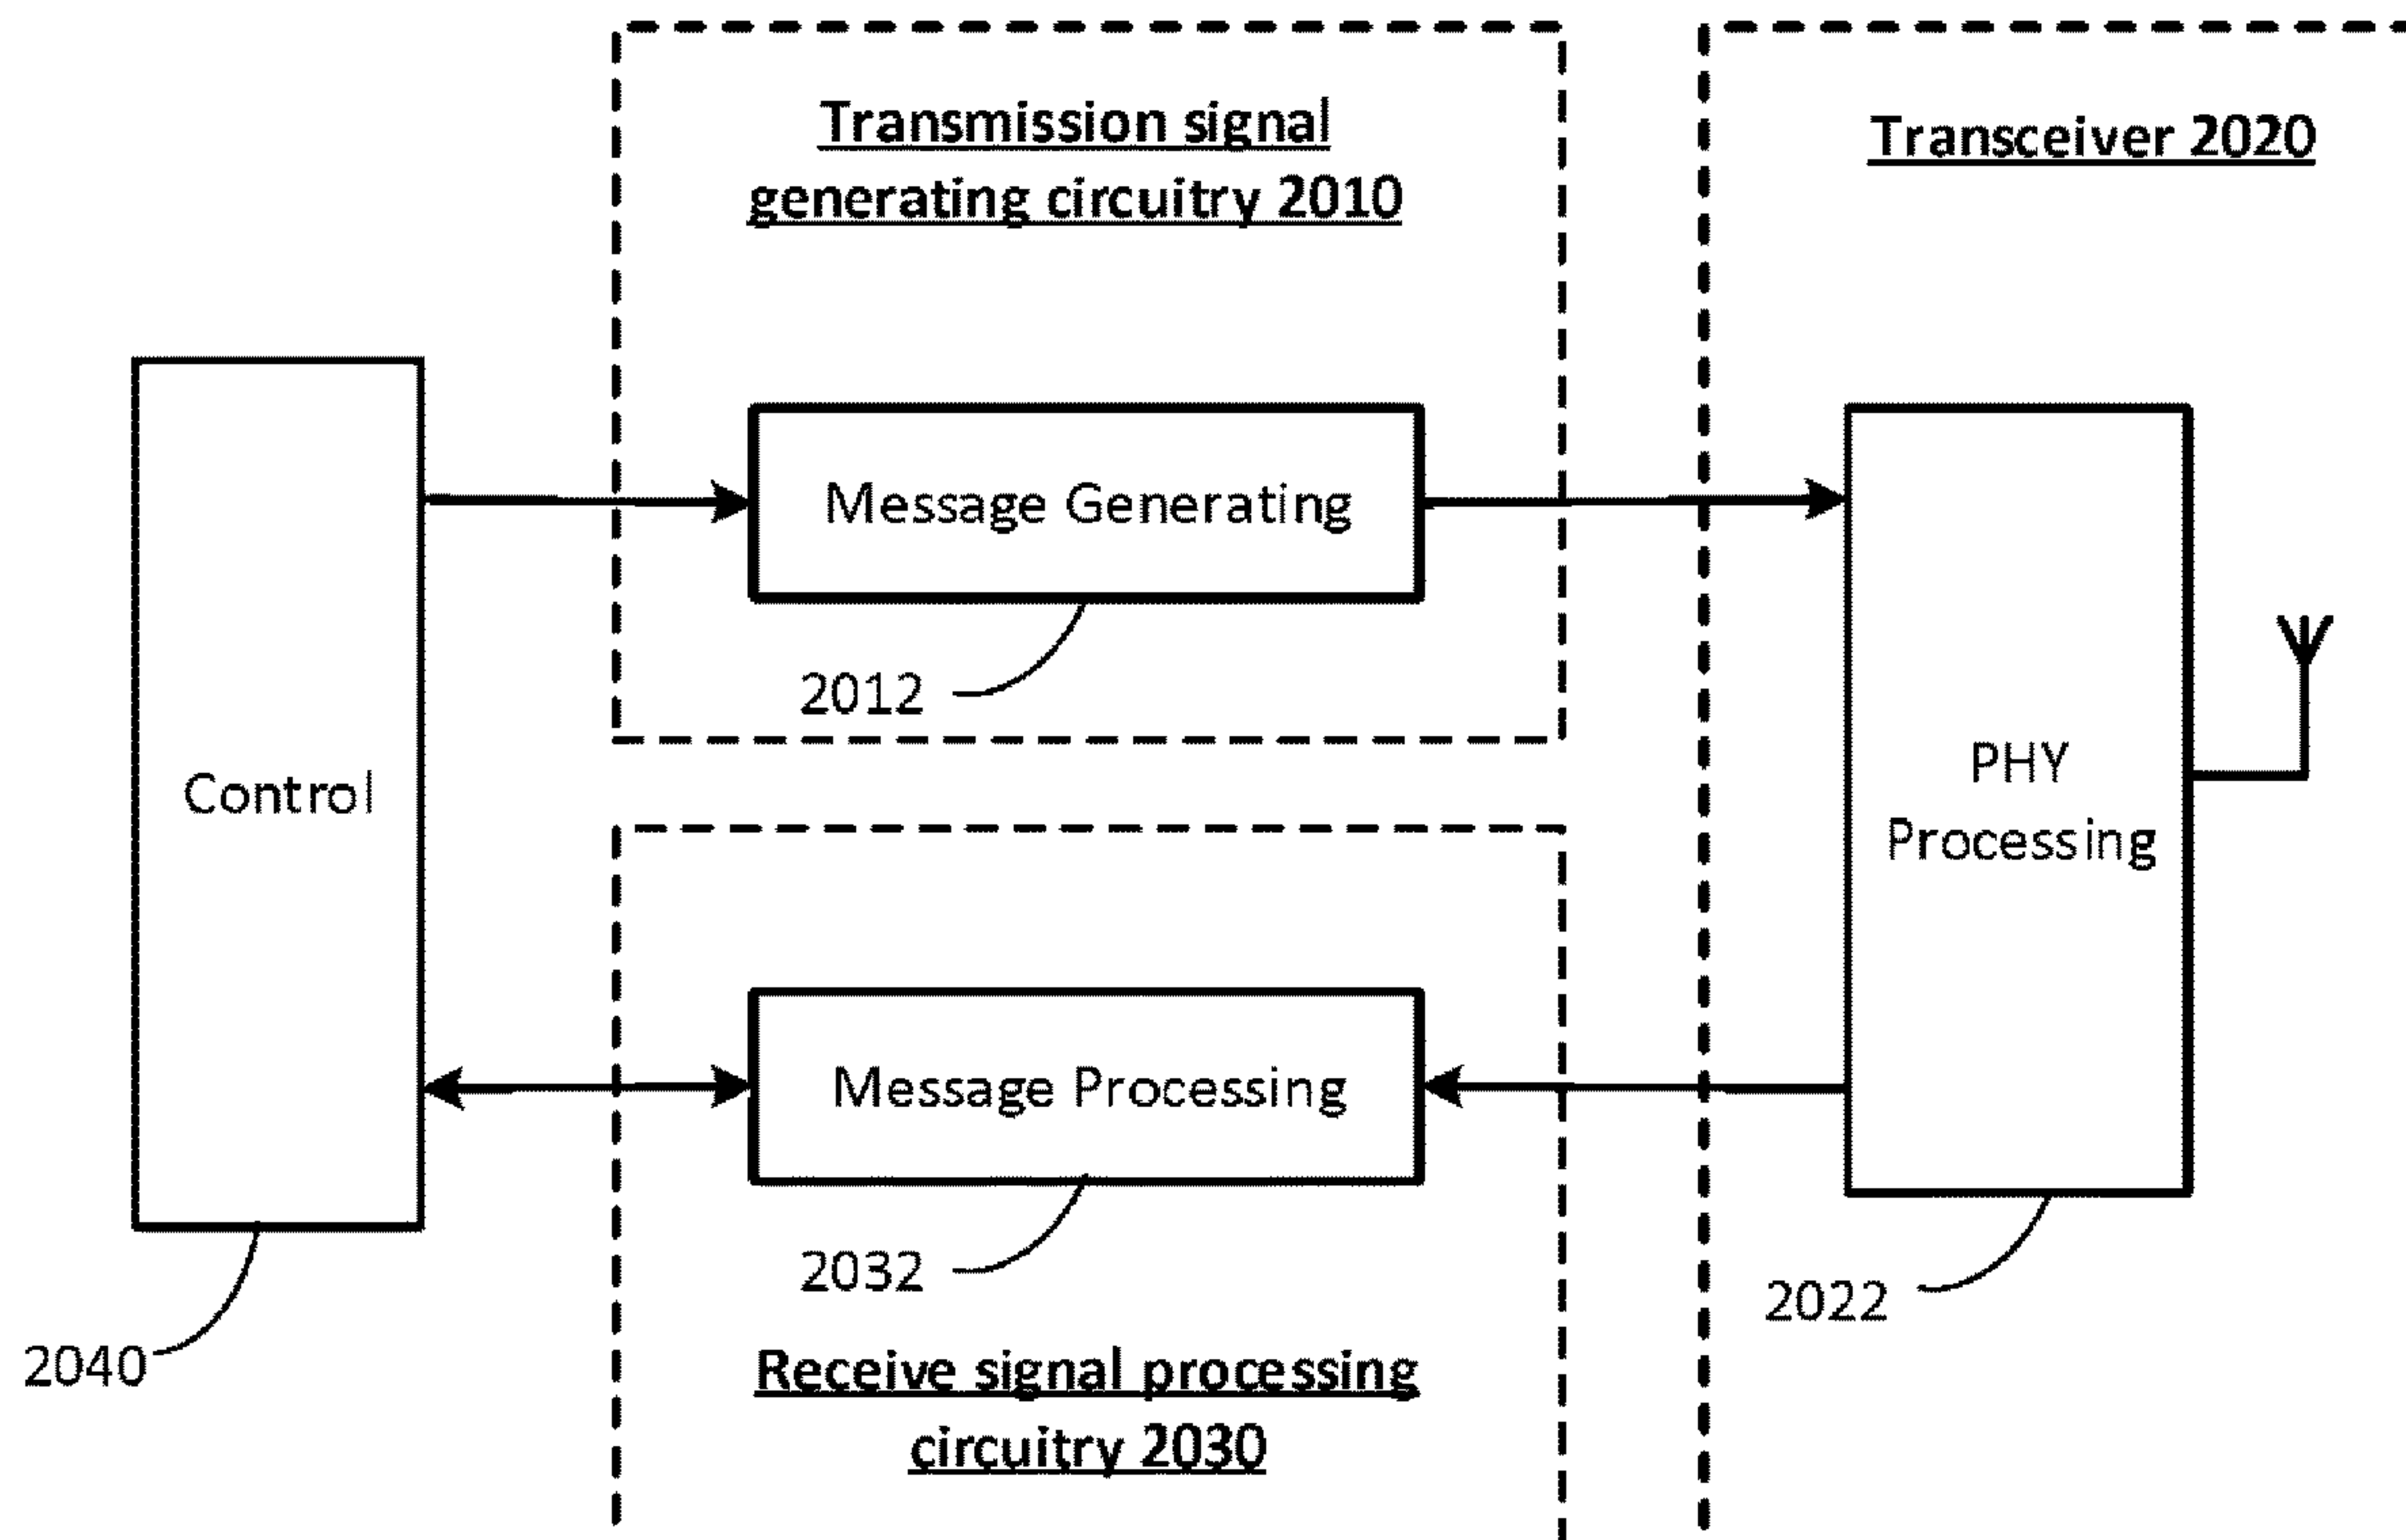 Transmission signal
generating circuitry 2010
Transceiver 2020
Message Generating
2012
Control
PHY
Processing
Message Processing
2032
2022
2040
Receive signal processing
circuitry 2030